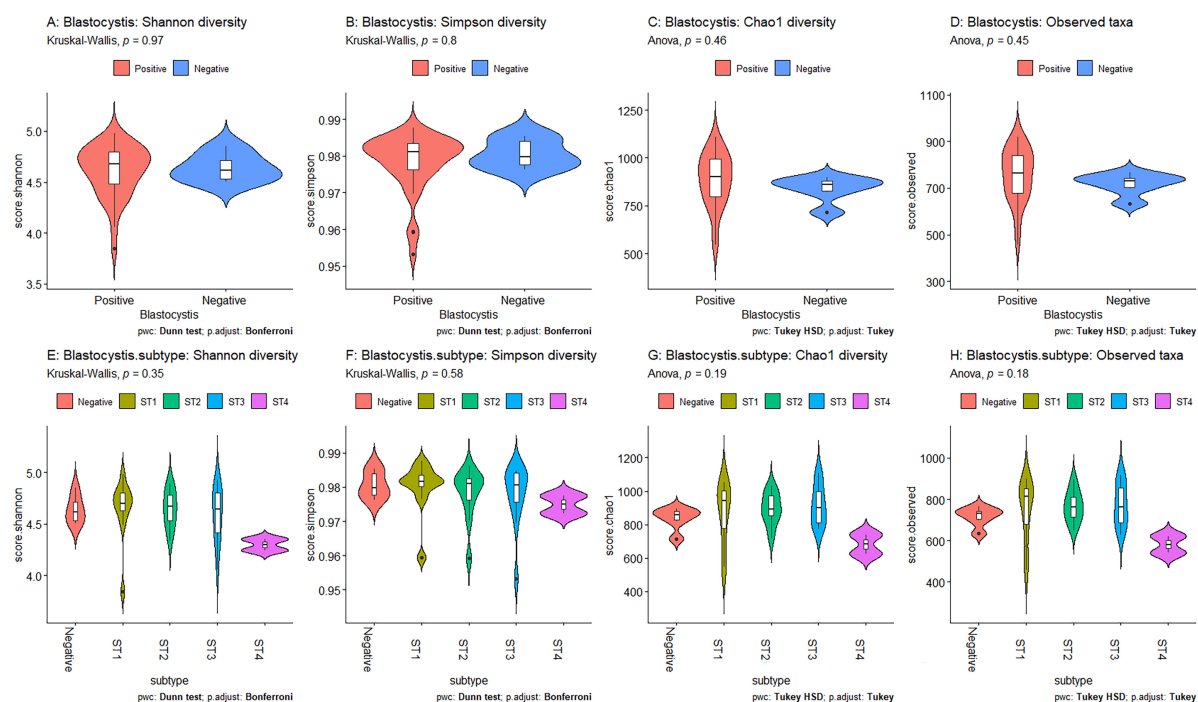 A: Blastocystis: Shannon diversity
Kruskal-Wallis, p = 0.97
Positive Negative
5.0
4.5
4.0
3.5
score.shannon
Positive Negative
Blastocystis
pwc: Dunn test; p.adjust: Bonferroni
B: Blastocystis: Simpson diversity
Kruskal-Wallis, p = 0.8
Positive Negative
0.99
0.98
0.97
0.96
0.95
score.simpson
Positive Negative
Blastocystis
pwc: Dunn test; p.adjust: Bonferroni
C: Blastocystis: Chao1 diversity
Anova, p = 0.46
Positive Negative
1250
1000
750
500
score.chao1
Positive Negative
Blastocystis
pwc: Tukey HSD; p.adjust: Tukey
D: Blastocystis: Observed taxa
Anova, p = 0.45
Positive Negative
1100
900
700
500
300
score.observed
Positive Negative
Blastocystis
pwc: Tukey HSD; p.adjust: Tukey
E: Blastocystis.subtype: Shannon diversity
Kruskal-Wallis, p = 0.35
Negative ST1 ST2 ST3 ST4
5.0
4.5
4.0
score.shannon
Negative ST1 ST2 ST3 ST4
subtype
pwc: Dunn test; p.adjust: Bonferroni
F: Blastocystis.subtype: Simpson diversity
Kruskal-Wallis, p = 0.58
Negative ST1 ST2 ST3 ST4
0.99
0.98
0.97
0.96
0.95
score.simpson
Negative ST1 ST2 ST3 ST4
subtype
pwc: Dunn test; p.adjust: Bonferroni
G: Blastocystis.subtype: Chao1 diversity
Anova, p = 0.19
Negative ST1 ST2 ST3 ST4
1200
1000
800
600
400
score.chao1
Negative ST1 ST2 ST3 ST4
subtype
pwc: Tukey HSD; p.adjust: Tukey
H: Blastocystis.subtype: Observed taxa
Anova, p = 0.18
Negative ST1 ST2 ST3 ST4
1000
800
600
400
score.observed
Negative ST1 ST2 ST3 ST4
subtype
pwc: Tukey HSD; p.adjust: Tukey